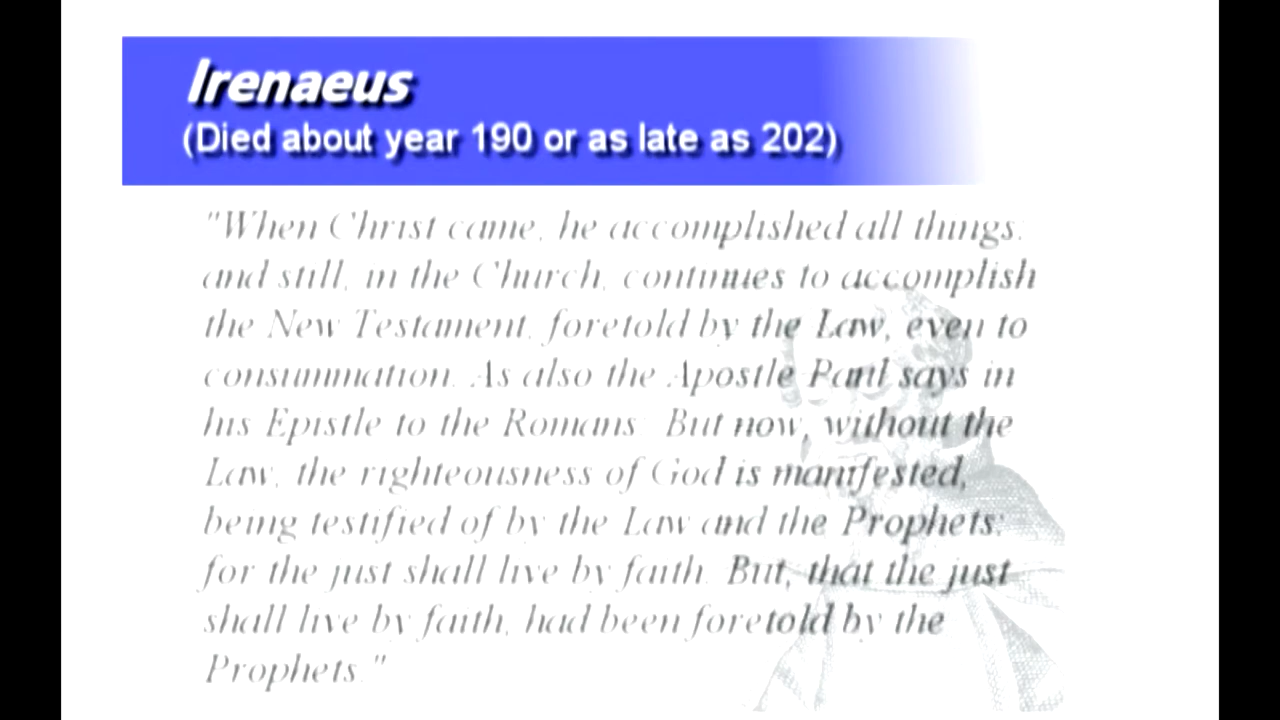 Irenaeus
(Died about year 190 or as late as 202)
"When Christ came, he accomplished all things;
and still, in the Church, continues to accomplish
the New Testament, foretold by the Law, even to
consummation. As also the Apostle Paul says in
his Epistle to the Romans: But now, without the
Law, the righteousness of God is manifested,
being testified of by the Law and the Prophets:
for the just shall live by faith. But, that the just
shall live by faith, had been foretold by the
Prophets."